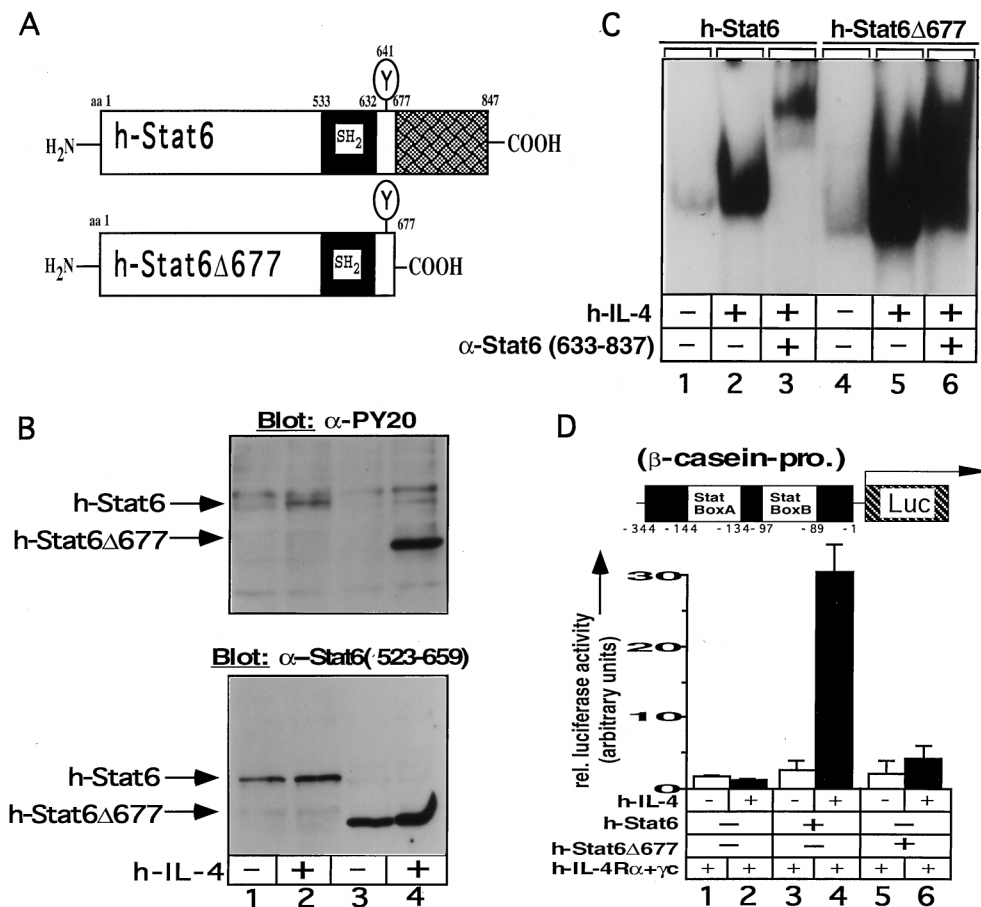 A
641
Y
aa 1
533
632
677
847
H₂N
h-Stat6
SH₂
COOH
Y
aa 1
677
H₂N
h-Stat6Δ677
SH₂
COOH
B
Blot: α-PY20
h-Stat6
h-Stat6Δ677
Blot: α–Stat6(523-659)
h-Stat6
h-Stat6Δ677
h-IL-4 − + − +
1 2 3 4
C
h-Stat6 h-Stat6Δ677
h-IL-4 − + + − + +
α-Stat6 (633-837) − − + − − +
1 2 3 4 5 6
D
(β-casein-pro.)
Stat BoxA
Stat BoxB
Luc
-344 -144 -134 -97 -89 -1
rel. luciferase activity
(arbitrary units)
30
20
10
0
h-IL-4 - + - + - +
h-Stat6 — + —
h-Stat6Δ677 — — +
h-IL-4Rα+γc + + + + + +
1 2 3 4 5 6